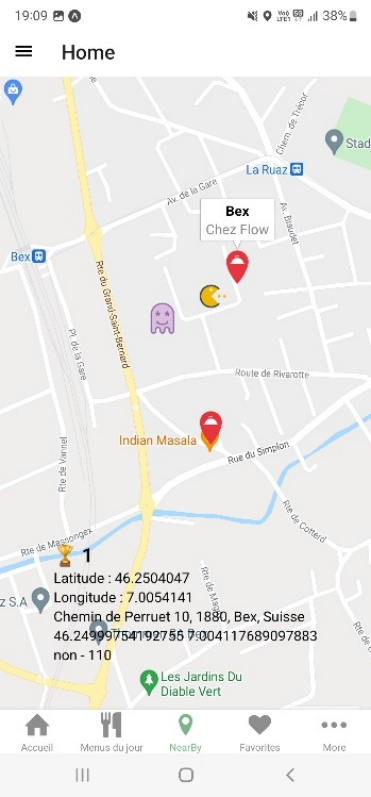 19:09 38%
Home
Chem. de Trécor
Stad
La Ruaz
Av. de la Gare
Bex
Chez Flow
Av. Biaudet
Bex
Rte du Grand-Saint-Bernard
Pl. de la Gare
Route de Rivarotte
Indian Masala
Rue du Simplon
Rte de Vannel
Rte de Cotterd
Rte de Massongex
1
Latitude : 46.2504047
Longitude : 7.0054141
z S.A
Chemin de Perruet 10, 1880, Bex, Suisse
46.24999754192755 7.004117689097883
non - 110
Les Jardins Du
Diable Vert
Accueil Menus du jour NearBy Favorites More